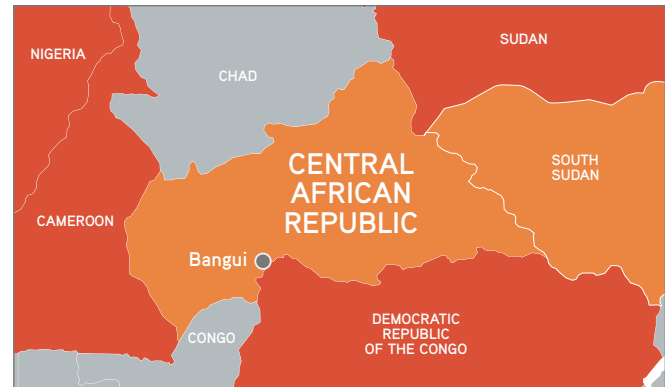 NIGERIA
CHAD
SUDAN
CENTRAL
AFRICAN
REPUBLIC
SOUTH
SUDAN
CAMEROON
Bangui
CONGO
DEMOCRATIC
REPUBLIC
OF THE CONGO